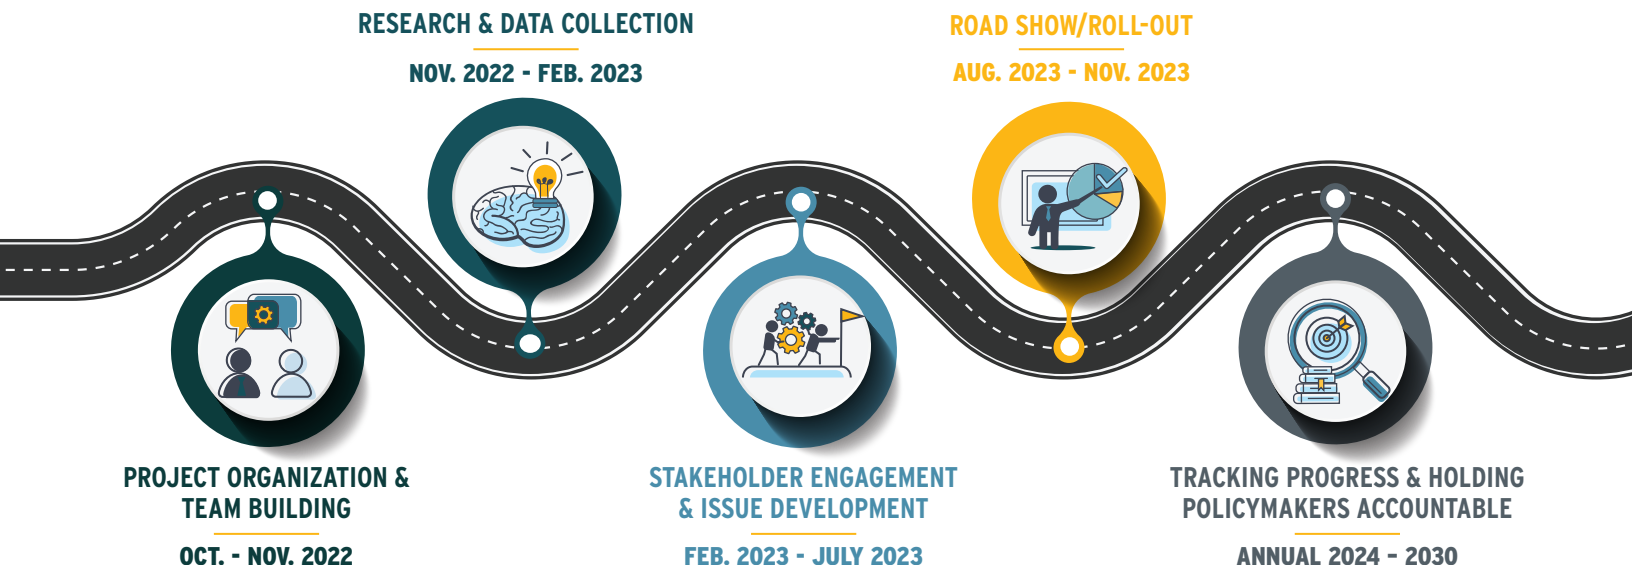 RESEARCH & DATA COLLECTION
NOV. 2022 - FEB. 2023
ROAD SHOW/ROLL-OUT
AUG. 2023 - NOV. 2023
PROJECT ORGANIZATION &
TEAM BUILDING
OCT. - NOV. 2022
STAKEHOLDER ENGAGEMENT
& ISSUE DEVELOPMENT
FEB. 2023 - JULY 2023
TRACKING PROGRESS & HOLDING
POLICYMAKERS ACCOUNTABLE
ANNUAL 2024 – 2030